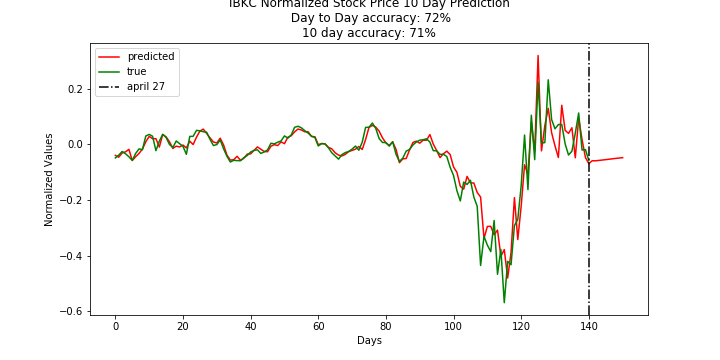 IBKC Normalized Stock Price 10 Day Prediction
Day to Day accuracy: 72%
10 day accuracy: 71%
predicted
true
april 27
Normalized Values
0.2
0.0
−0.2
−0.4
−0.6
0 20 40 60 80 100 120 140
Days